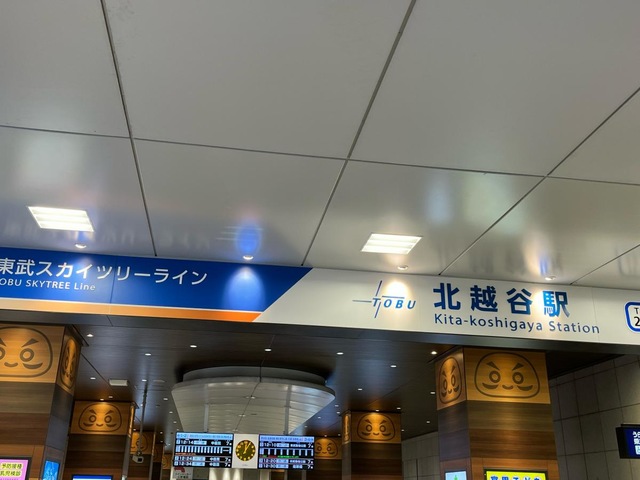 東武スカイツリーライン
OBU SKYTREE Line
TOBU
北越谷駅
Kita-koshigaya Station
T
2